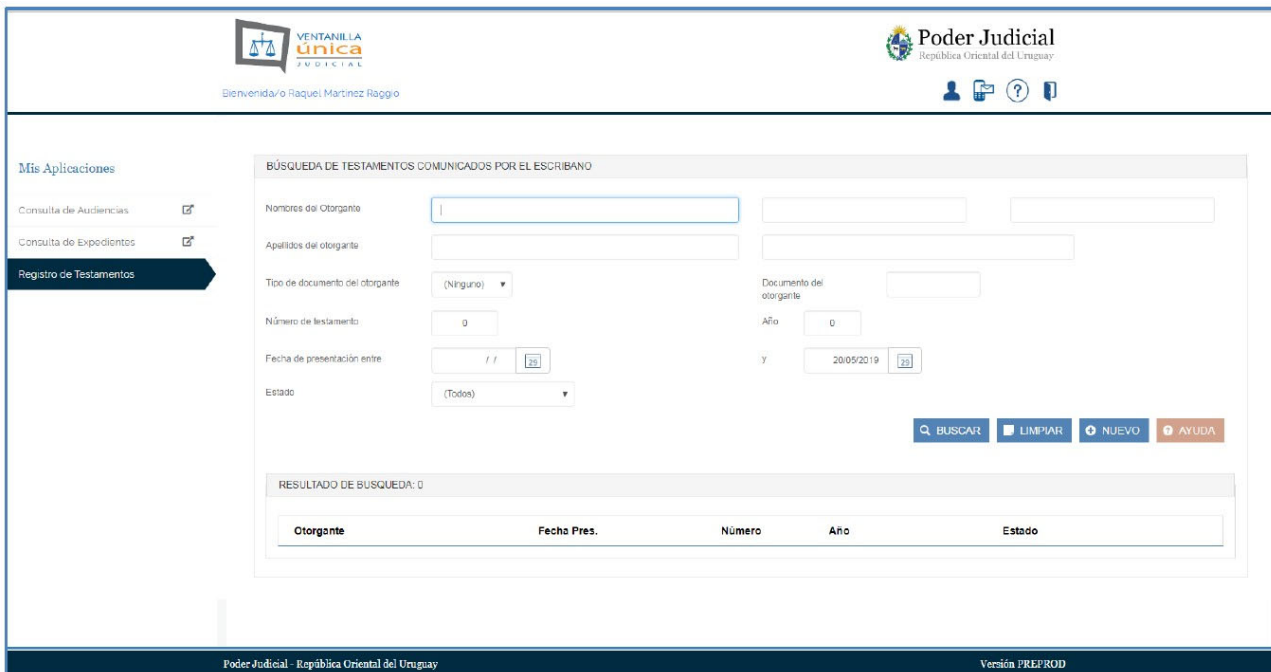 VENTANILLA
única
JUDICIAL
Poder Judicial
República Oriental del Uruguay
Bienvenida/o Raquel Martinez Raggio
?
Mis Aplicaciones
Consulta de Audiencias
Consulta de Expedientes
Registro de Testamentos
BÚSQUEDA DE TESTAMENTOS COMUNICADOS POR EL ESCRIBANO
Nombres del Otorgante
Apellidos del otorgante
Tipo de documento del otorgante (Ninguno) Documento del
otorgante
Número de testamento 0 Año 0
Fecha de presentación entre / / y 20/05/2019
Estado (Todos)
BUSCAR LIMPIAR NUEVO AYUDA
RESULTADO DE BUSQUEDA: 0
Otorgante Fecha Pres. Número Año Estado
Poder Judicial - República Oriental del Uruguay Versión PREPROD